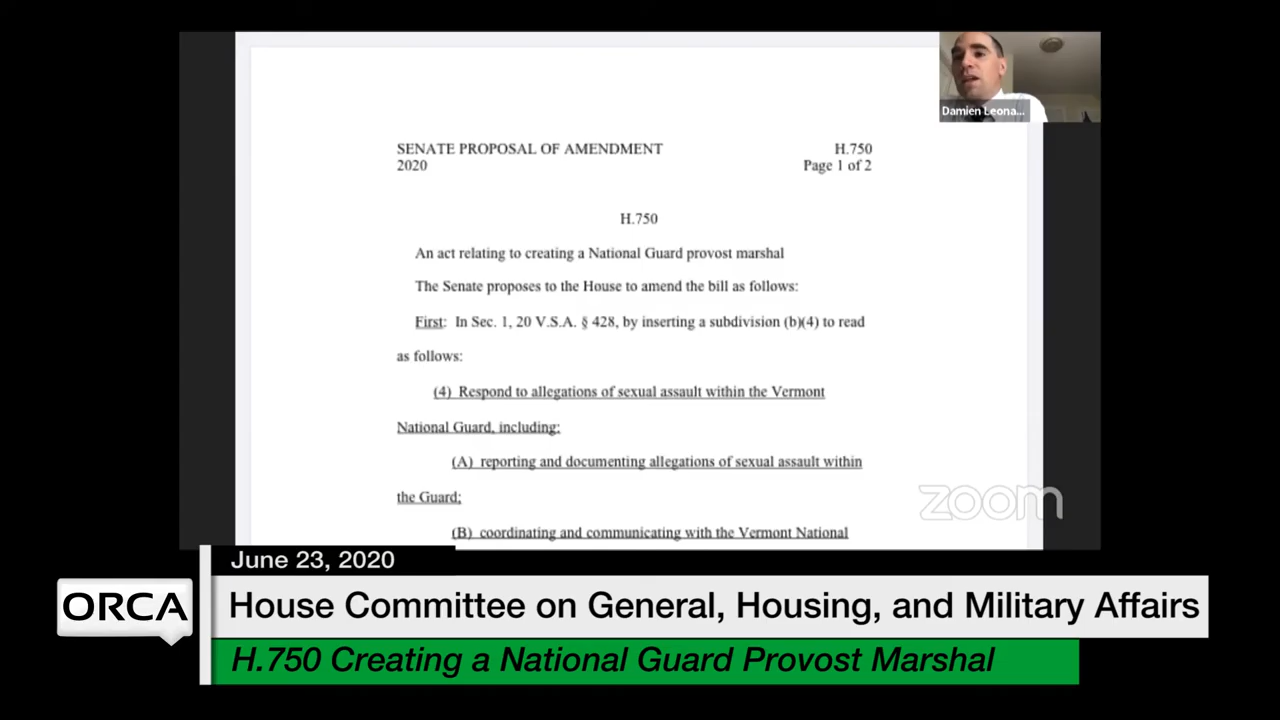 Damien Leona...
SENATE PROPOSAL OF AMENDMENT H.750
2020 Page 1 of 2
H.750
An act relating to creating a National Guard provost marshal
The Senate proposes to the House to amend the bill as follows:
First: In Sec. 1, 20 V.S.A. § 428, by inserting a subdivision (b)(4) to read
as follows:
(4) Respond to allegations of sexual assault within the Vermont
National Guard, including:
(A) reporting and documenting allegations of sexual assault within
the Guard;
(B) coordinating and communicating with the Vermont National
zoom
June 23, 2020
ORCA
House Committee on General, Housing, and Military Affairs
H.750 Creating a National Guard Provost Marshal